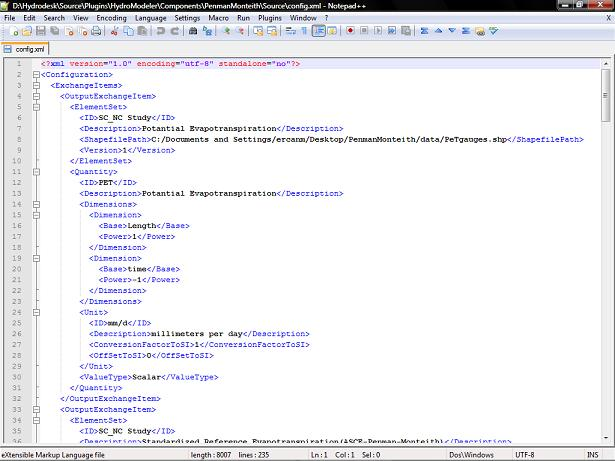 D:\Hydrodesk\Source\Plugins\HydroModeler\Components\PenmanMonteith\Source\config.xml - Notepad++
File Edit Search View Encoding Language Settings Macro Run Plugins Window ? X
config.xml
1 <?xml version="1.0" encoding="utf-8" standalone="no"?>
2 <Configuration>
3 <ExchangeItems>
4 <OutputExchangeItem>
5 <ElementSet>
6 <ID>SC_NC Study</ID>
7 <Description>Potential Evapotranspiration</Description>
8 <ShapefilePath>C:/Documents and Settings/ercanm/Desktop/PenmanMonteith/data/PeTgauges.shp</ShapefilePath>
9 <Version>1</Version>
10 </ElementSet>
11 <Quantity>
12 <ID>PET</ID>
13 <Description>Potential Evapotranspiration</Description>
14 <Dimensions>
15 <Dimension>
16 <Base>Length</Base>
17 <Power>1</Power>
18 </Dimension>
19 <Dimension>
20 <Base>time</Base>
21 <Power>-1</Power>
22 </Dimension>
23 </Dimensions>
24 <Unit>
25 <ID>mm/d</ID>
26 <Description>millimeters per day</Description>
27 <ConversionFactorToSI>1</ConversionFactorToSI>
28 <OffSetToSI>0</OffSetToSI>
29 </Unit>
30 <ValueType>Scalar</ValueType>
31 </Quantity>
32 </OutputExchangeItem>
33 <OutputExchangeItem>
34 <ElementSet>
35 <ID>SC_NC Study</ID>
36 <Description>Standardized Reference Evapotranspiration(ASCE-Penman-Monteith)</Description>
eXtensible Markup Language file length : 8007 lines : 235 Ln : 1 Col : 1 Sel : 0 Dos\Windows UTF-8 INS